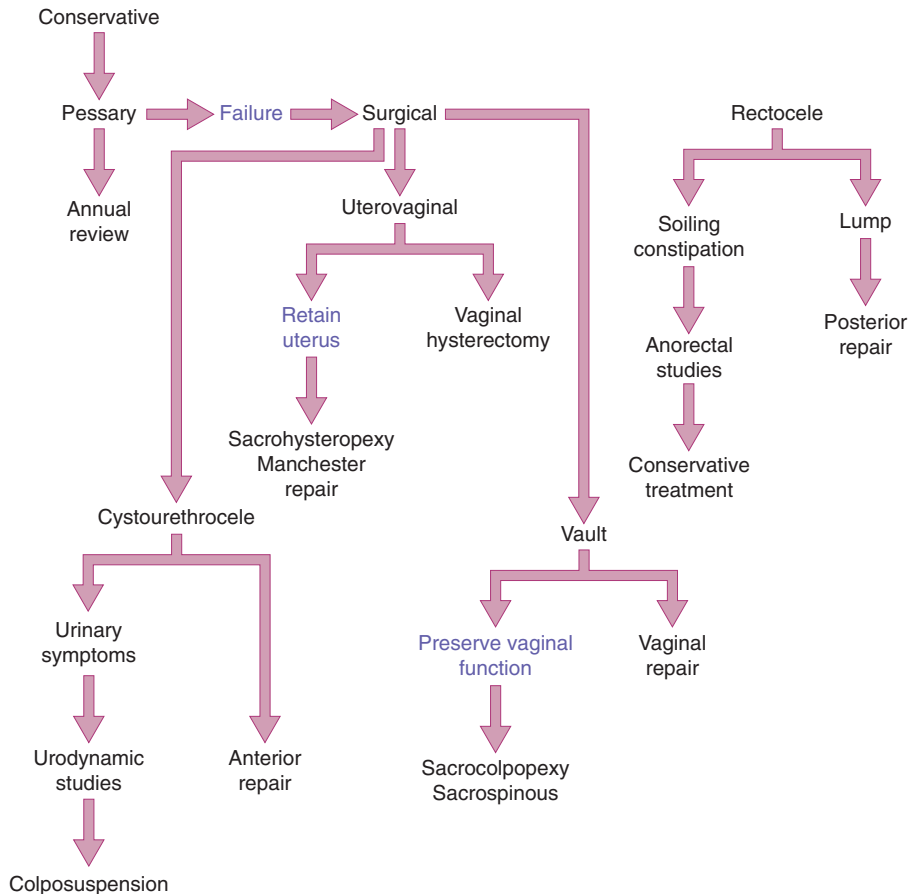 Conservative
Pessary
Failure
Surgical
Rectocele
Annual
review
Uterovaginal
Soiling
constipation
Lump
Retain
uterus
Vaginal
hysterectomy
Posterior
repair
Anorectal
studies
Sacrohysteropexy
Manchester
repair
Conservative
treatment
Cystourethrocele
Vault
Urinary
symptoms
Preserve vaginal
function
Vaginal
repair
Urodynamic
studies
Anterior
repair
Sacrocolpopexy
Sacrospinous
Colposuspension